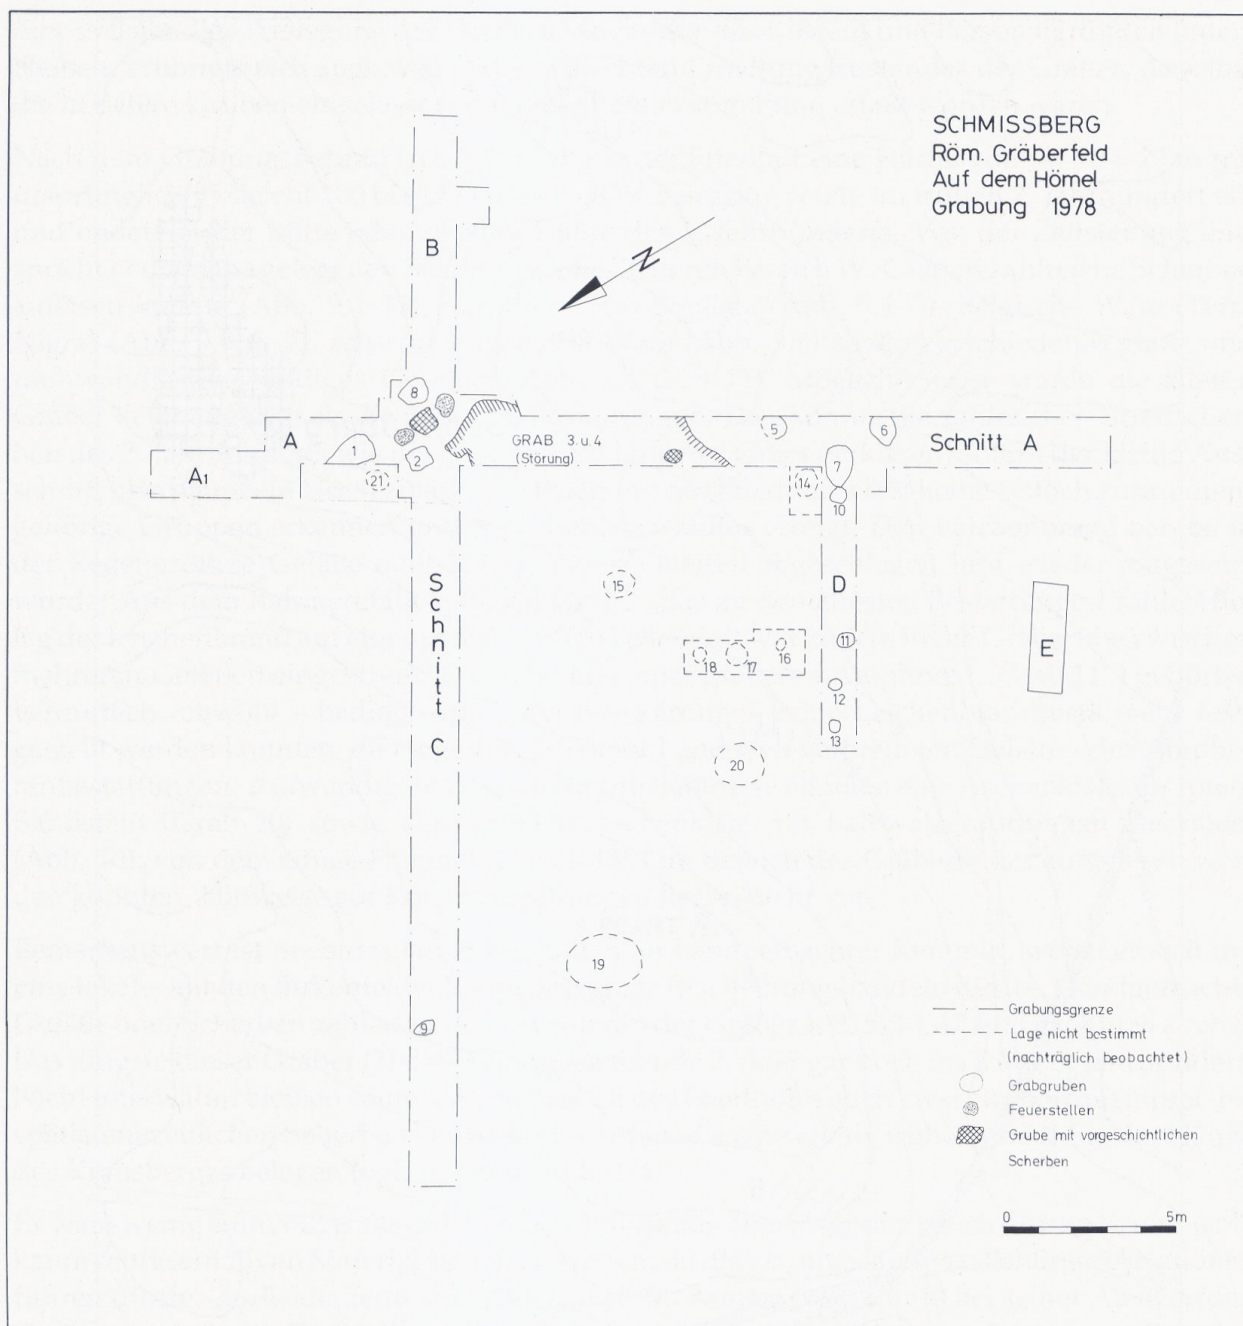 SCHMISSBERG
Röm. Gräberfeld
Auf dem Hömel
Grabung 1978
N
B
8
A
1
2
A1
21
GRAB 3. u. 4
(Störung)
5
6
Schnitt A
7
14
10
Schnitt C
15
D
11
E
18
17
16
12
13
20
19
9
Grabungsgrenze
Lage nicht bestimmt
(nachträglich beobachtet)
Grabgruben
Feuerstellen
Grube mit vorgeschichtlichen
Scherben
0
5m